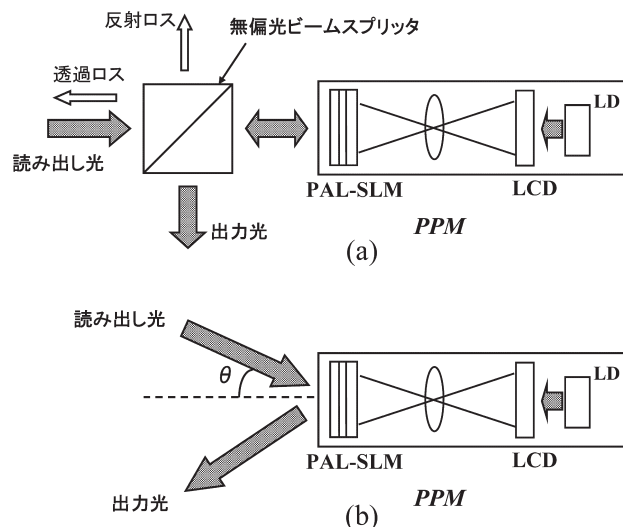 反射ロス
無偏光ビームスプリッタ
透過ロス
LD
読み出し光
PAL-SLM
LCD
出力光
PPM
(a)
読み出し光
θ
LD
PAL-SLM
LCD
出力光
PPM
(b)